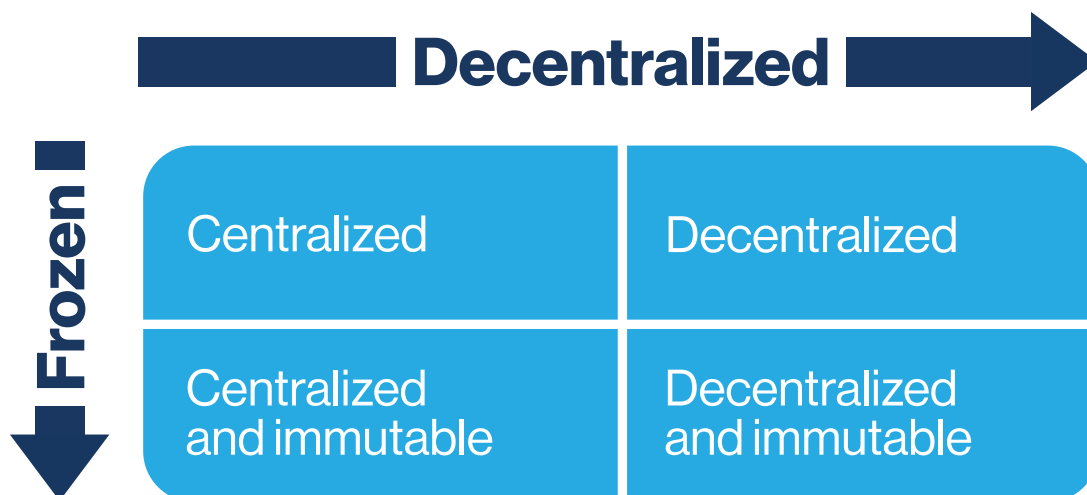 Decentralized
Frozen
Centralized
Decentralized
Centralized
and immutable
Decentralized
and immutable